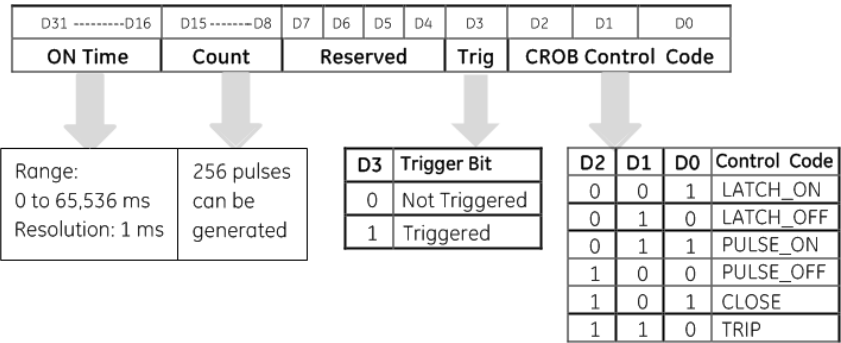 D31 ---------D16 D15 -------D8 D7 D6 D5 D4 D3 D2 D1 D0
ON Time Count Reserved Trig CROB Control Code
Range:
0 to 65,536 ms
Resolution: 1 ms
256 pulses
can be
generated
D3 Trigger Bit
0 Not Triggered
1 Triggered
D2 D1 D0 Control Code
0 0 1 LATCH_ON
0 1 0 LATCH_OFF
0 1 1 PULSE_ON
1 0 0 PULSE_OFF
1 0 1 CLOSE
1 1 0 TRIP